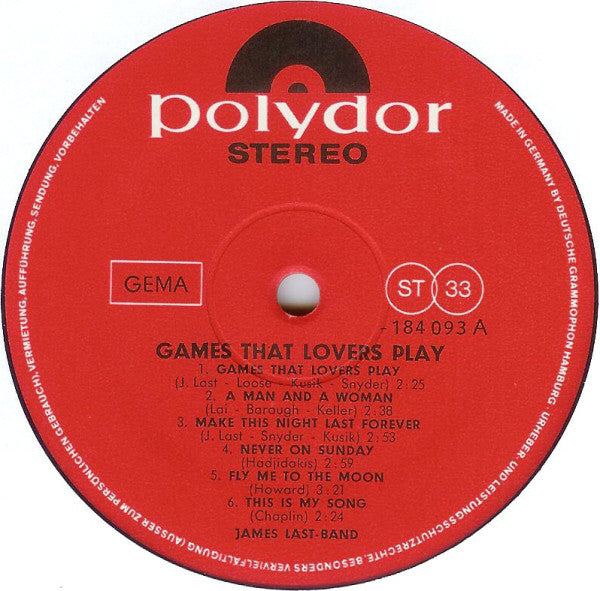 polydor
STEREO
GEMA
ST 33
-184 093 A
GAMES THAT LOVERS PLAY
1. GAMES THAT LOVERS PLAY
(J. Last - Loose - Kusik - Snyder) 2:25
2. A MAN AND A WOMAN
(Lai - Barough - Keller) 2:38
3. MAKE THIS NIGHT LAST FOREVER
(J. Last - Snyder - Kusik) 2:53
4. NEVER ON SUNDAY
(Hadjidakis) 2:59
5. FLY ME TO THE MOON
(Howard) 3:21
6. THIS IS MY SONG
(Chaplin) 2:24
JAMES LAST-BAND
MADE IN GERMANY BY DEUTSCHE GRAMMOPHON HAMBURG · URHEBER- UND LEISTUNGSSCHUTZRECHTE, BESONDERS VERVIELFÄLTIGUNG (AUSSER ZUM PERSÖNLICHEN GEBRAUCH), VERMIETUNG, AUFFÜHRUNG, SENDUNG, VORBEHALTEN